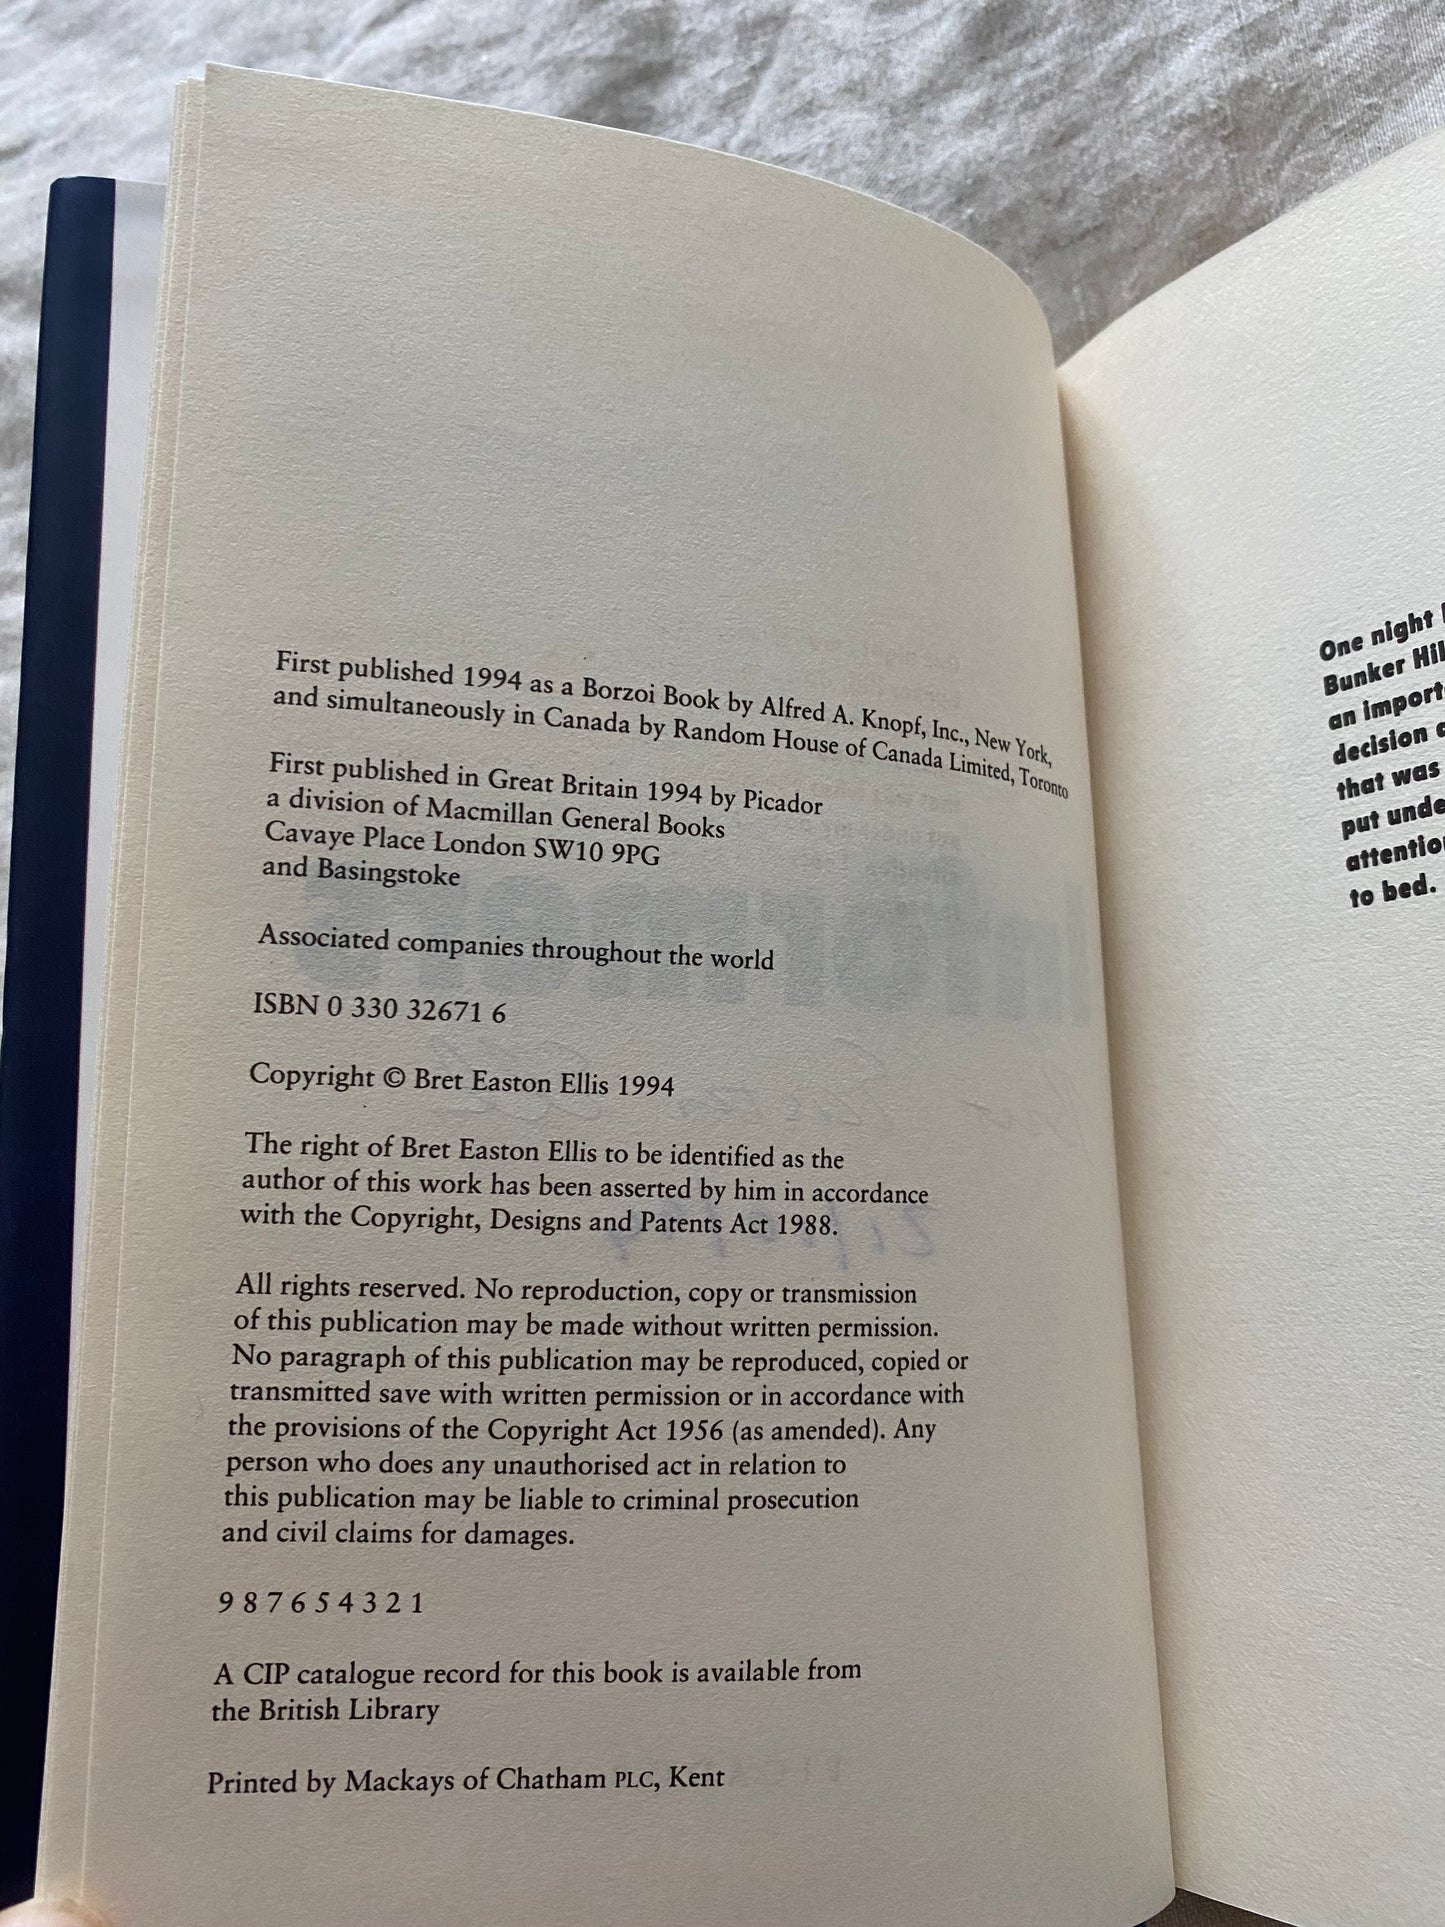 First published 1994 as a Borzoi Book by Alfred A. Knopf, Inc., New York,
and simultaneously in Canada by Random House of Canada Limited, Toronto
First published in Great Britain 1994 by Picador
a division of Macmillan General Books
Cavaye Place London SW10 9PG
and Basingstoke
Associated companies throughout the world
ISBN 0 330 32671 6
Copyright © Bret Easton Ellis 1994
The right of Bret Easton Ellis to be identified as the
author of this work has been asserted by him in accordance
with the Copyright, Designs and Patents Act 1988.
All rights reserved. No reproduction, copy or transmission
of this publication may be made without written permission.
No paragraph of this publication may be reproduced, copied or
transmitted save with written permission or in accordance with
the provisions of the Copyright Act 1956 (as amended). Any
person who does any unauthorised act in relation to
this publication may be liable to criminal prosecution
and civil claims for damages.
9 8 7 6 5 4 3 2 1
A CIP catalogue record for this book is available from
the British Library
Printed by Mackays of Chatham PLC, Kent
One night
Bunker Hil
an import
decision
that was
put unde
attention
to bed.